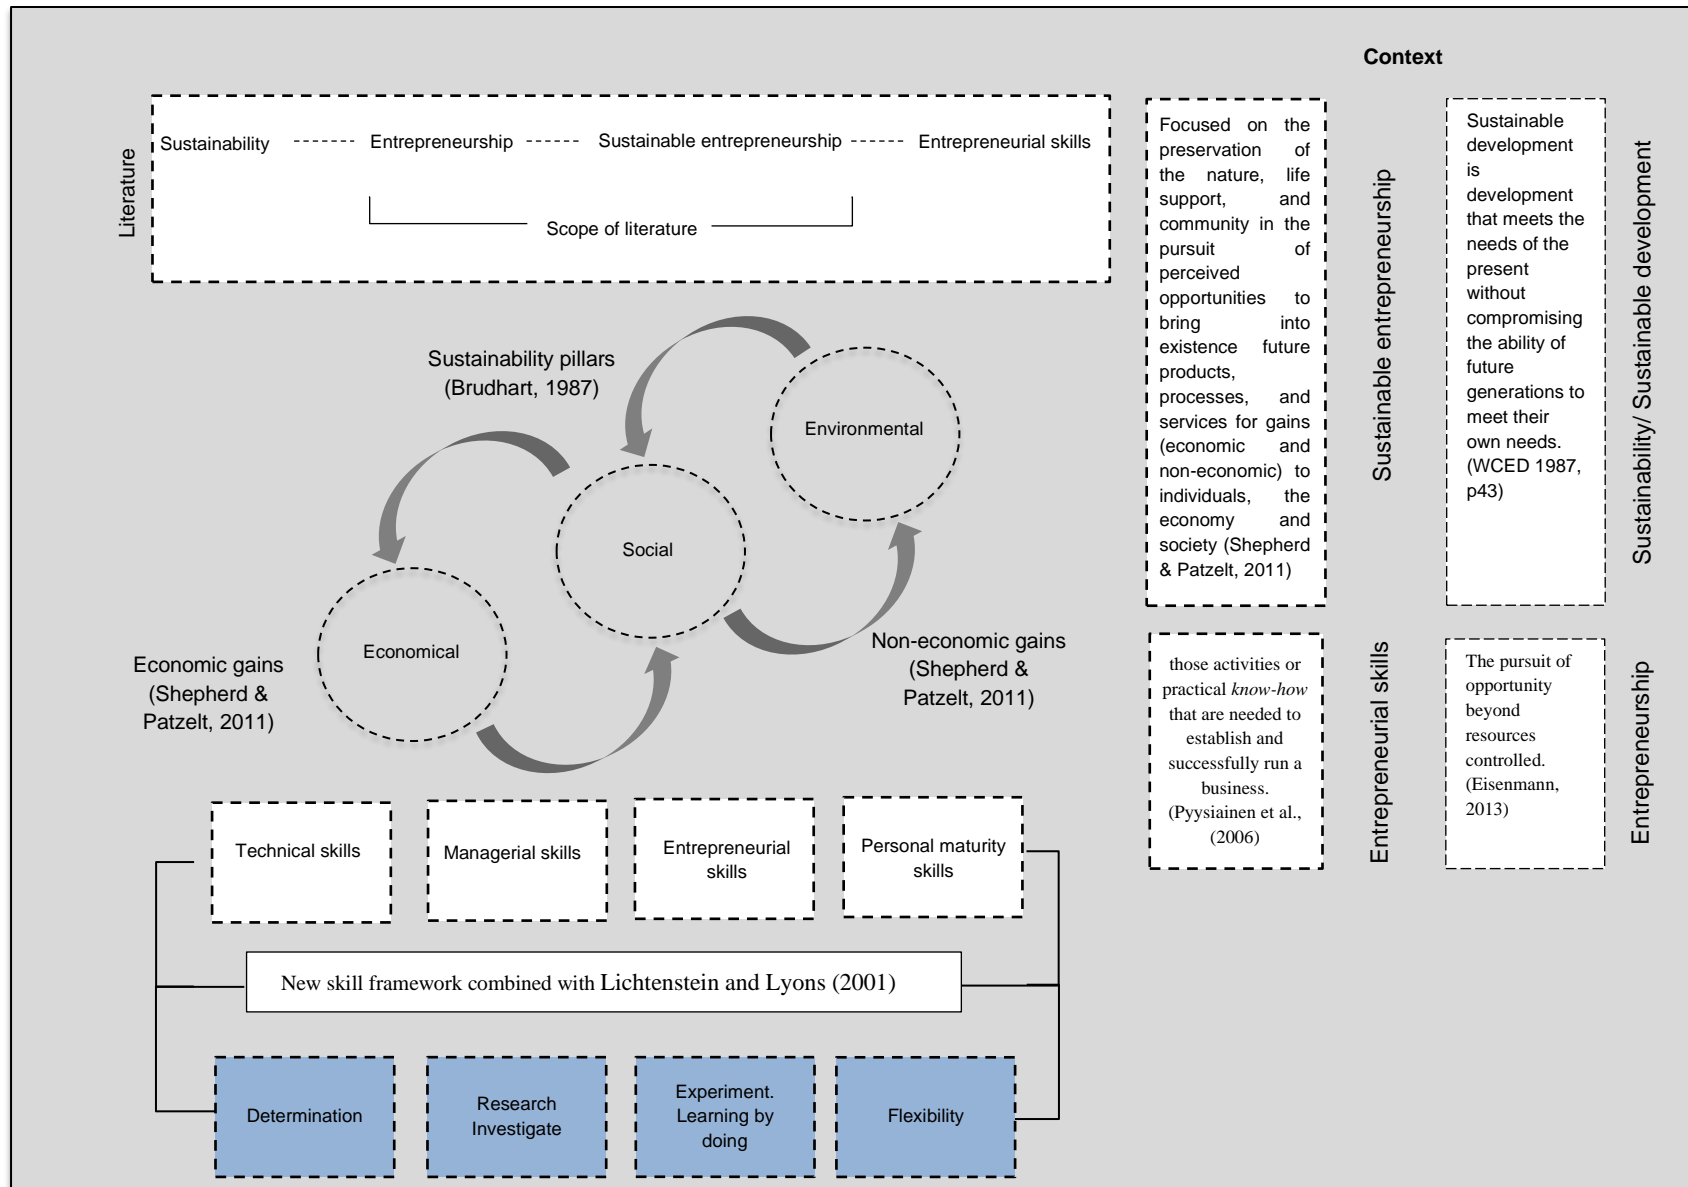 Context
Literature
Sustainability
Entrepreneurship
Sustainable entrepreneurship
Entrepreneurial skills
Scope of literature
Sustainability pillars
(Brudhart, 1987)
Environmental
Social
Economical
Economic gains
(Shepherd &
Patzelt, 2011)
Non-economic gains
(Shepherd &
Patzelt, 2011)
Technical skills
Managerial skills
Entrepreneurial
skills
Personal maturity
skills
New skill framework combined with Lichtenstein and Lyons (2001)
Determination
Research
Investigate
Experiment.
Learning by
doing
Flexibility
Focused on the
preservation of
the nature, life
support, and
community in the
pursuit of
perceived
opportunities to
bring into
existence future
products,
processes, and
services for gains
(economic and
non-economic) to
individuals, the
economy and
society (Shepherd
& Patzelt, 2011)
Sustainable entrepreneurship
Sustainable
development
is
development
that meets the
needs of the
present
without
compromising
the ability of
future
generations to
meet their
own needs.
(WCED 1987,
p43)
Sustainability/ Sustainable development
those activities or
practical know-how
that are needed to
establish and
successfully run a
business.
(Pyysiainen et al.,
(2006)
Entrepreneurial skills
The pursuit of
opportunity
beyond
resources
controlled.
(Eisenmann,
2013)
Entrepreneurship